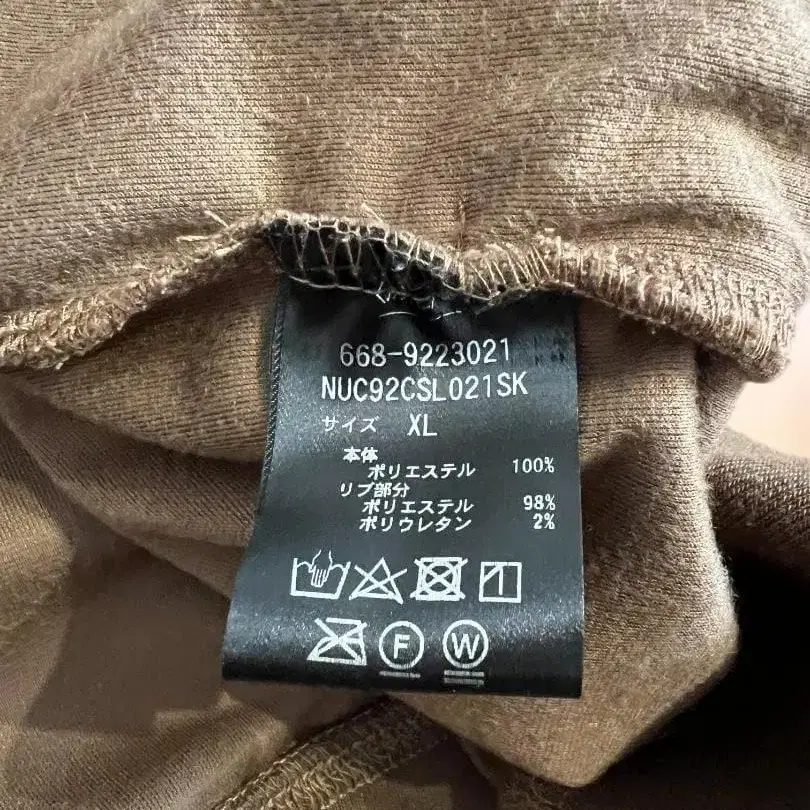 668-9223021
NUC92CSL021SK
サイズ XL
本体
ポリエステル 100%
リブ部分
ポリエステル 98%
ポリウレタン 2%
F W